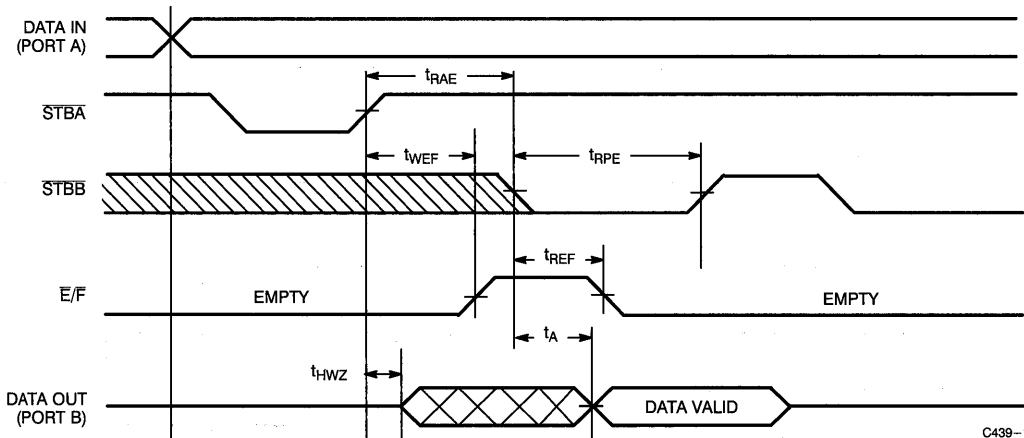 DATA IN
(PORT A)
tRAE
STBA
tWEF
tRPE
STBB
tREF
E/F
EMPTY
EMPTY
tA
tHWZ
DATA OUT
(PORT B)
DATA VALID
C439–